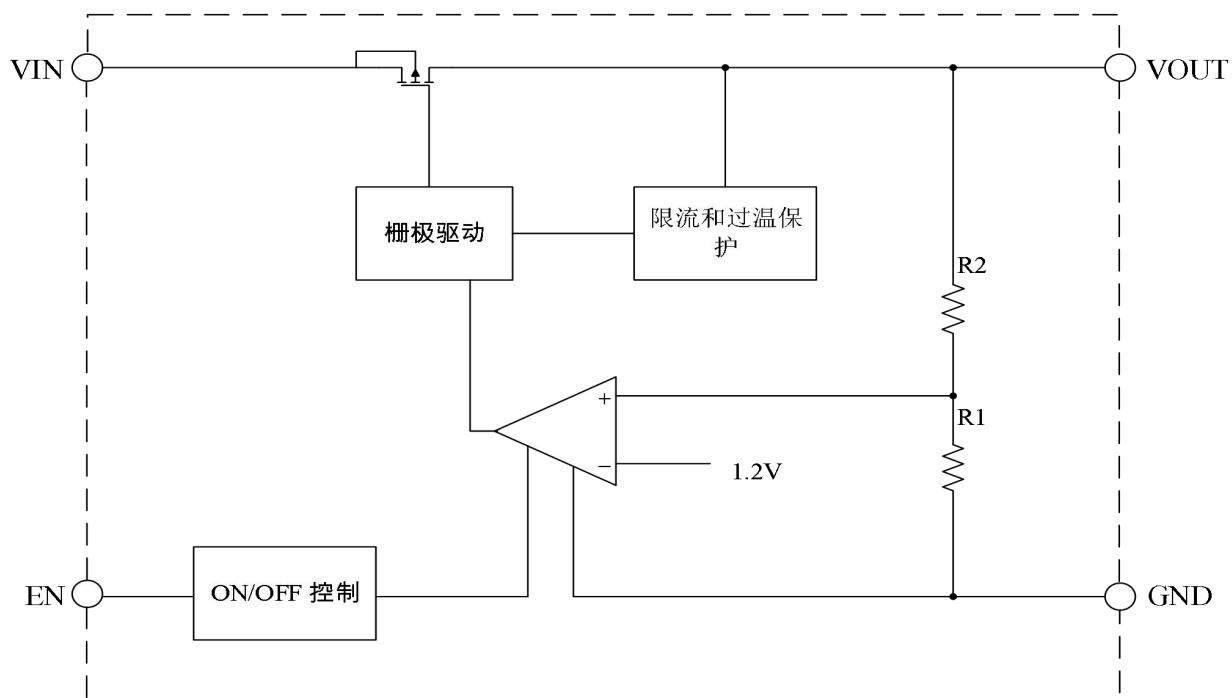 VIN
VOUT
栅极驱动
限流和过温保
护
R2
+
R1
−
1.2V
EN
ON/OFF 控制
GND